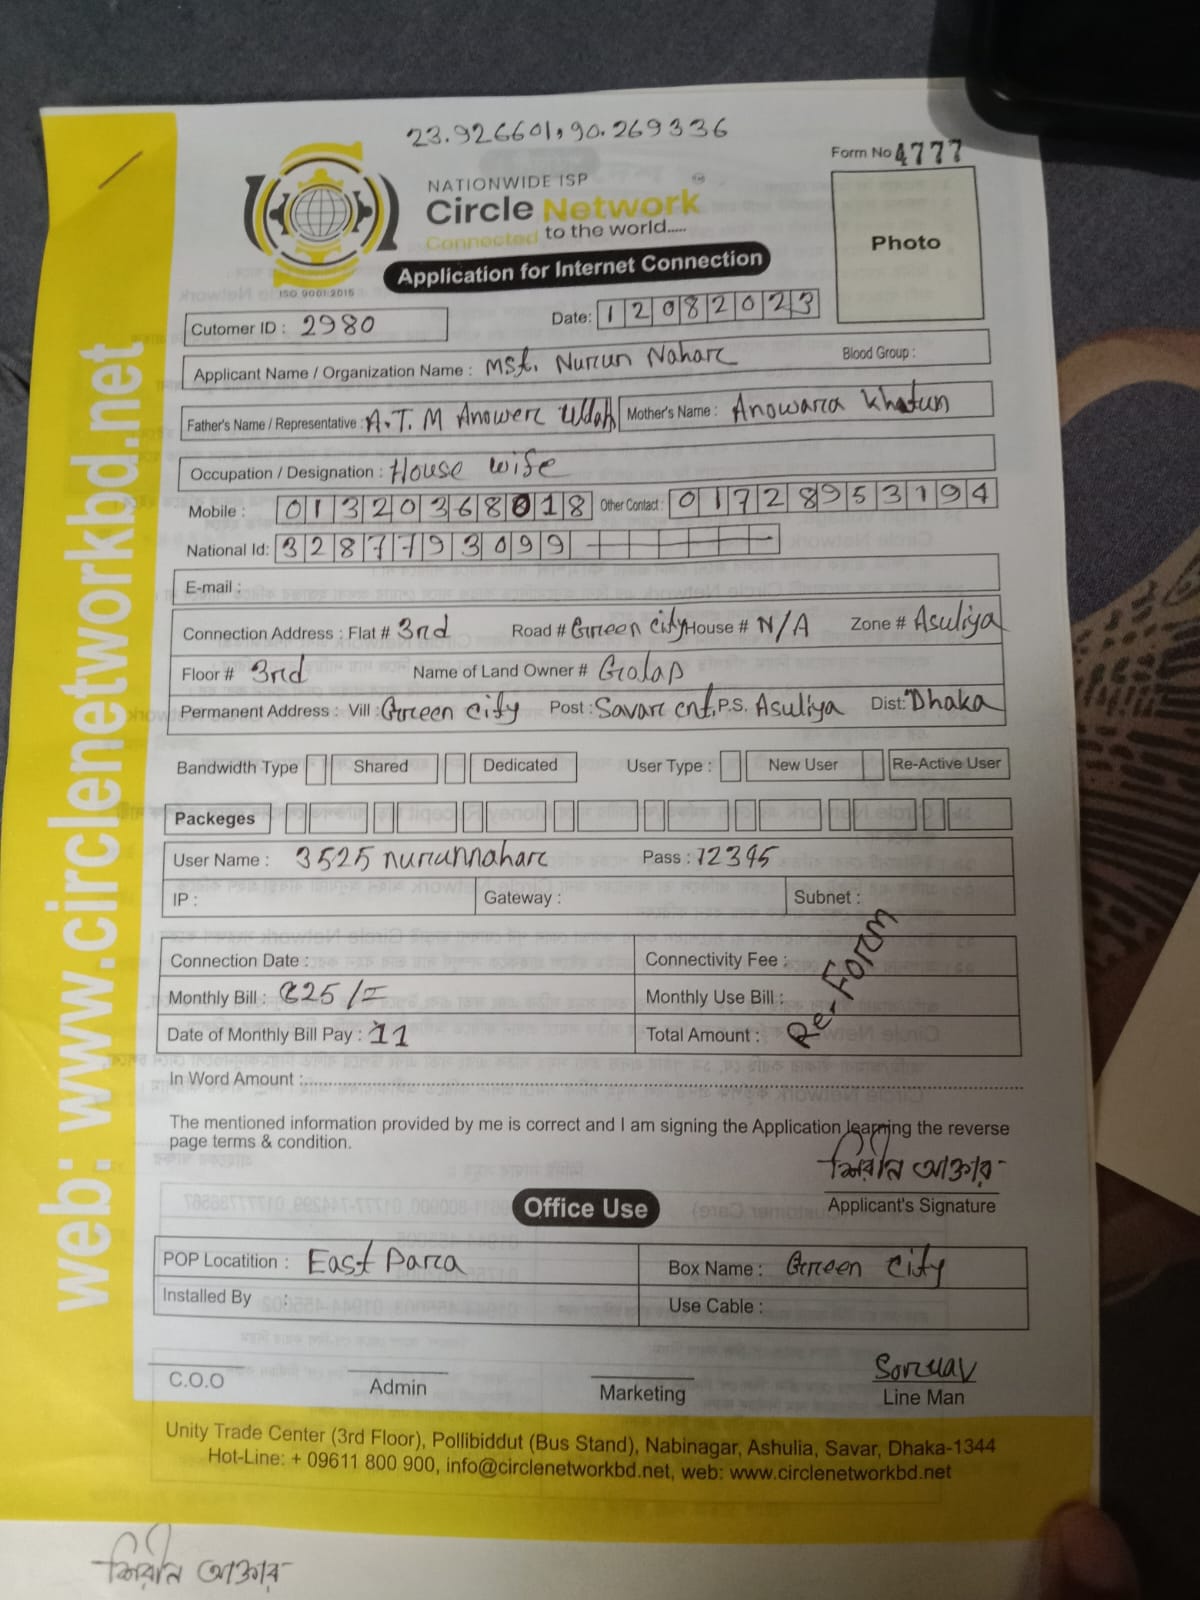 23.926601, 90.269336
Form No 4777
NATIONWIDE ISP
Circle Network
Connected to the world.....
ISO 9001:2015
Photo
Application for Internet Connection
Cutomer ID : 2980
Date: 12082023
Applicant Name / Organization Name : Mst. Nurun Nahar Blood Group :
Father's Name / Representative : A.T.M Anower Ullah Mother's Name : Anowara Khatun
Occupation / Designation : House wife
Mobile : 013203680 18 Other Contact : 01728953194
National Id: 3287793099
E-mail :
Connection Address : Flat # 3rd Road # Green city House # N/A Zone # Asuliya
Floor # 3rd Name of Land Owner # Golap
Permanent Address : Vill : Green city Post : Savar cnt. P.S. Asuliya Dist: Dhaka
Bandwidth Type Shared Dedicated User Type : New User Re-Active User
Packeges
User Name : 3525 nurunnahar Pass : 12345
IP : Gateway : Subnet :
Connection Date : Connectivity Fee :
Monthly Bill : 825/= Monthly Use Bill :
Date of Monthly Bill Pay : 11 Total Amount :
Re-Form
In Word Amount :
The mentioned information provided by me is correct and I am signing the Application learning the reverse
page terms & condition.
শিরীন আক্তার
Applicant's Signature
Office Use
POP Locatition : East Para Box Name : Green City
Installed By : Use Cable :
Sorwav
C.O.O Admin Marketing Line Man
Unity Trade Center (3rd Floor), Pollibiddut (Bus Stand), Nabinagar, Ashulia, Savar, Dhaka-1344
Hot-Line: + 09611 800 900, info@circlenetworkbd.net, web: www.circlenetworkbd.net
web: www.circlenetworkbd.net
শিরীন আক্তার